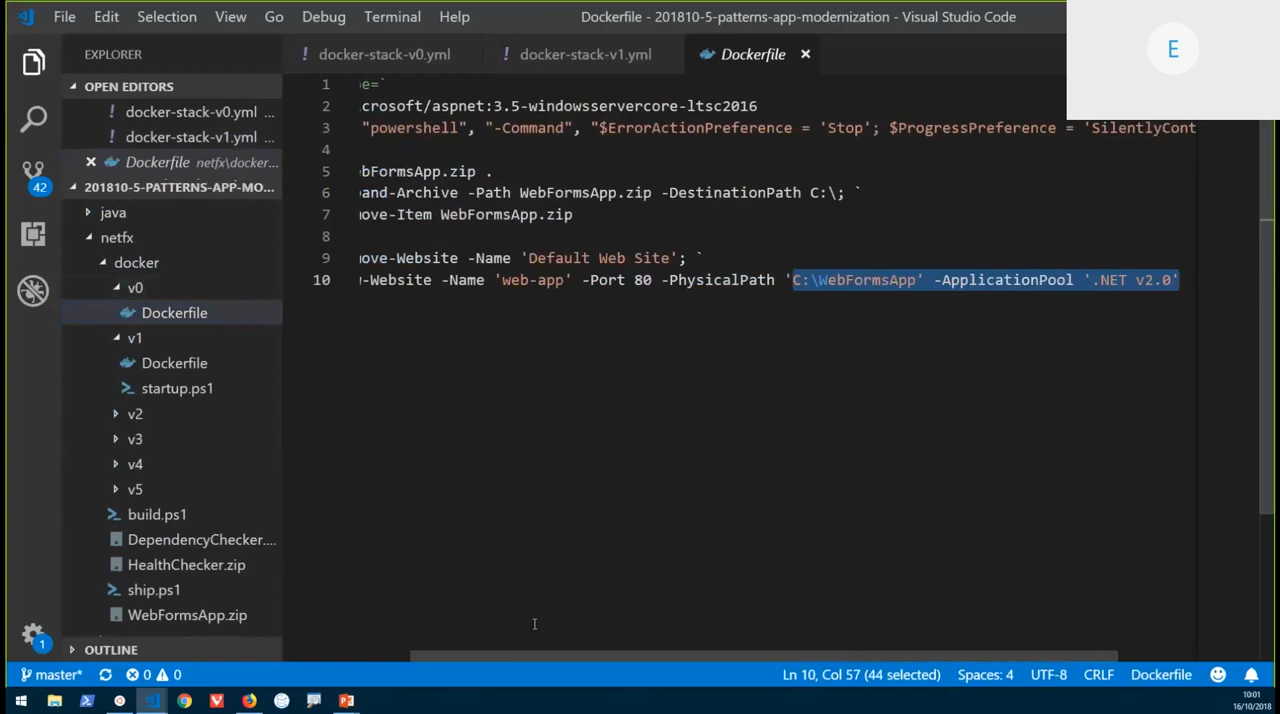 File Edit Selection View Go Debug Terminal Help
Dockerfile - 201810-5-patterns-app-modernization - Visual Studio Code
E
EXPLORER
OPEN EDITORS
! docker-stack-v0.yml ...
! docker-stack-v1.yml ...
× Dockerfile netfx\docker...
201810-5-PATTERNS-APP-MO...
java
netfx
docker
v0
Dockerfile
v1
Dockerfile
startup.ps1
v2
v3
v4
v5
build.ps1
DependencyChecker....
HealthChecker.zip
ship.ps1
WebFormsApp.zip
OUTLINE
42
1
! docker-stack-v0.yml
! docker-stack-v1.yml
Dockerfile ×
1 pe=`
2 crosoft/aspnet:3.5-windowsservercore-ltsc2016
3 "powershell", "-Command", "$ErrorActionPreference = 'Stop'; $ProgressPreference = 'SilentlyCont
4
5 ebFormsApp.zip .
6 pand-Archive -Path WebFormsApp.zip -DestinationPath C:\; `
7 move-Item WebFormsApp.zip
8
9 move-Website -Name 'Default Web Site'; `
10 w-Website -Name 'web-app' -Port 80 -PhysicalPath 'C:\WebFormsApp' -ApplicationPool '.NET v2.0'
master* 0 0
Ln 10, Col 57 (44 selected) Spaces: 4 UTF-8 CRLF Dockerfile
10:01
16/10/2018